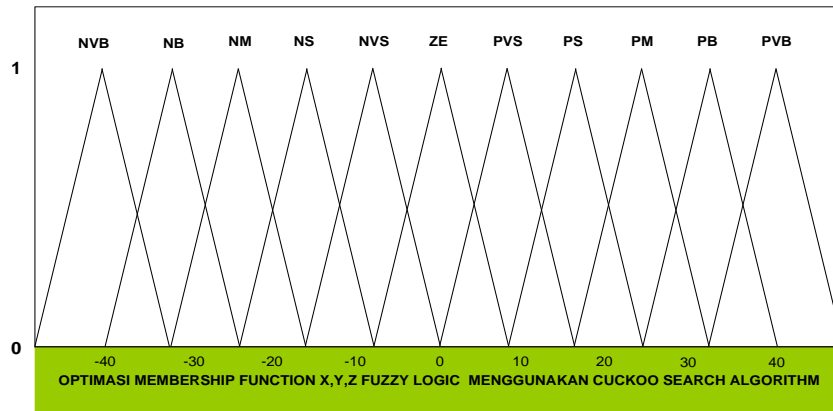 NVB NB NM NS NVS ZE PVS PS PM PB PVB
1
0
-40 -30 -20 -10 0 10 20 30 40
OPTIMASI MEMBERSHIP FUNCTION X,Y,Z FUZZY LOGIC MENGGUNAKAN CUCKOO SEARCH ALGORITHM